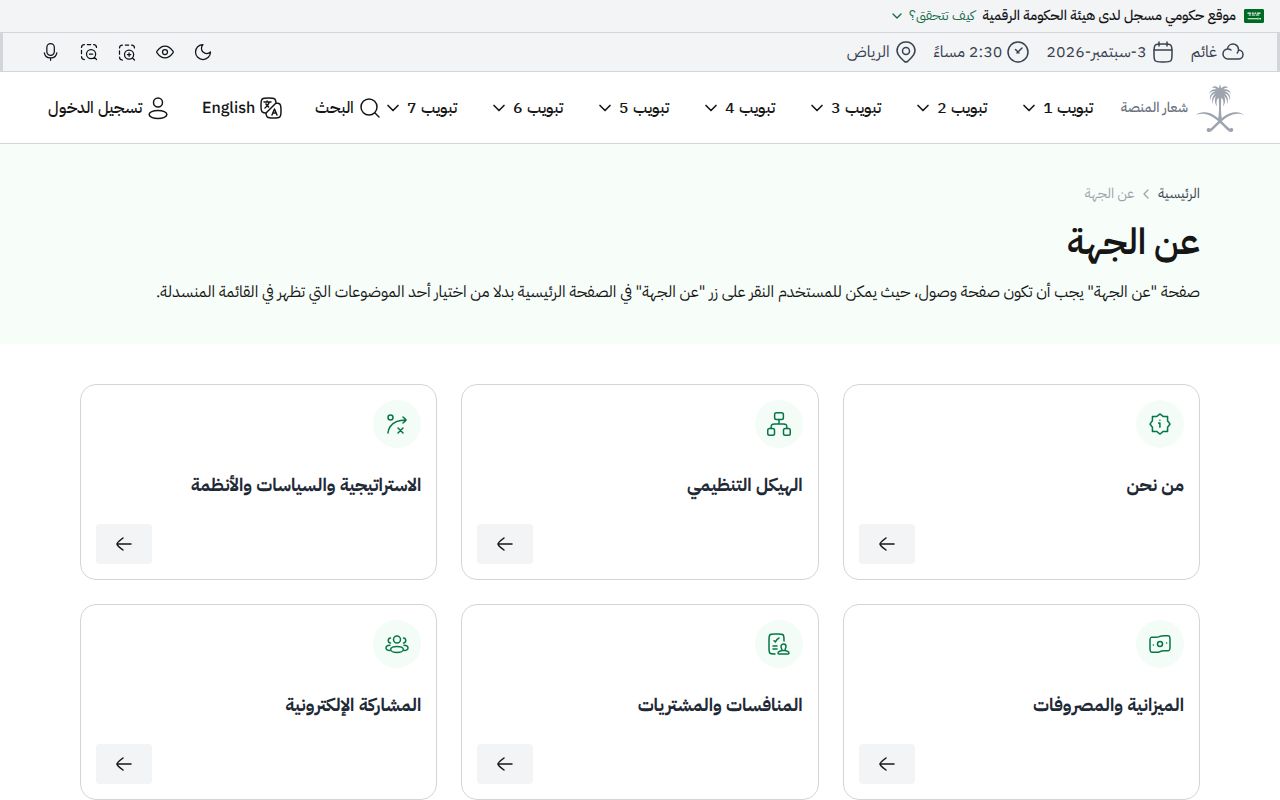 موقع حكومي مسجل لدى هيئة الحكومة الرقمية كيف تتحقق؟
غائم 3-سبتمبر-2026 2:30 مساءً الرياض
شعار المنصة تبويب 1 تبويب 2 تبويب 3 تبويب 4 تبويب 5 تبويب 6 تبويب 7 البحث English تسجيل الدخول
الرئيسية عن الجهة
عن الجهة
صفحة "عن الجهة" يجب أن تكون صفحة وصول، حيث يمكن للمستخدم النقر على زر "عن الجهة" في الصفحة الرئيسية بدلا من اختيار أحد الموضوعات التي تظهر في القائمة المنسدلة.
من نحن
الهيكل التنظيمي
الاستراتيجية والسياسات والأنظمة
الميزانية والمصروفات
المنافسات والمشتريات
المشاركة الإلكترونية